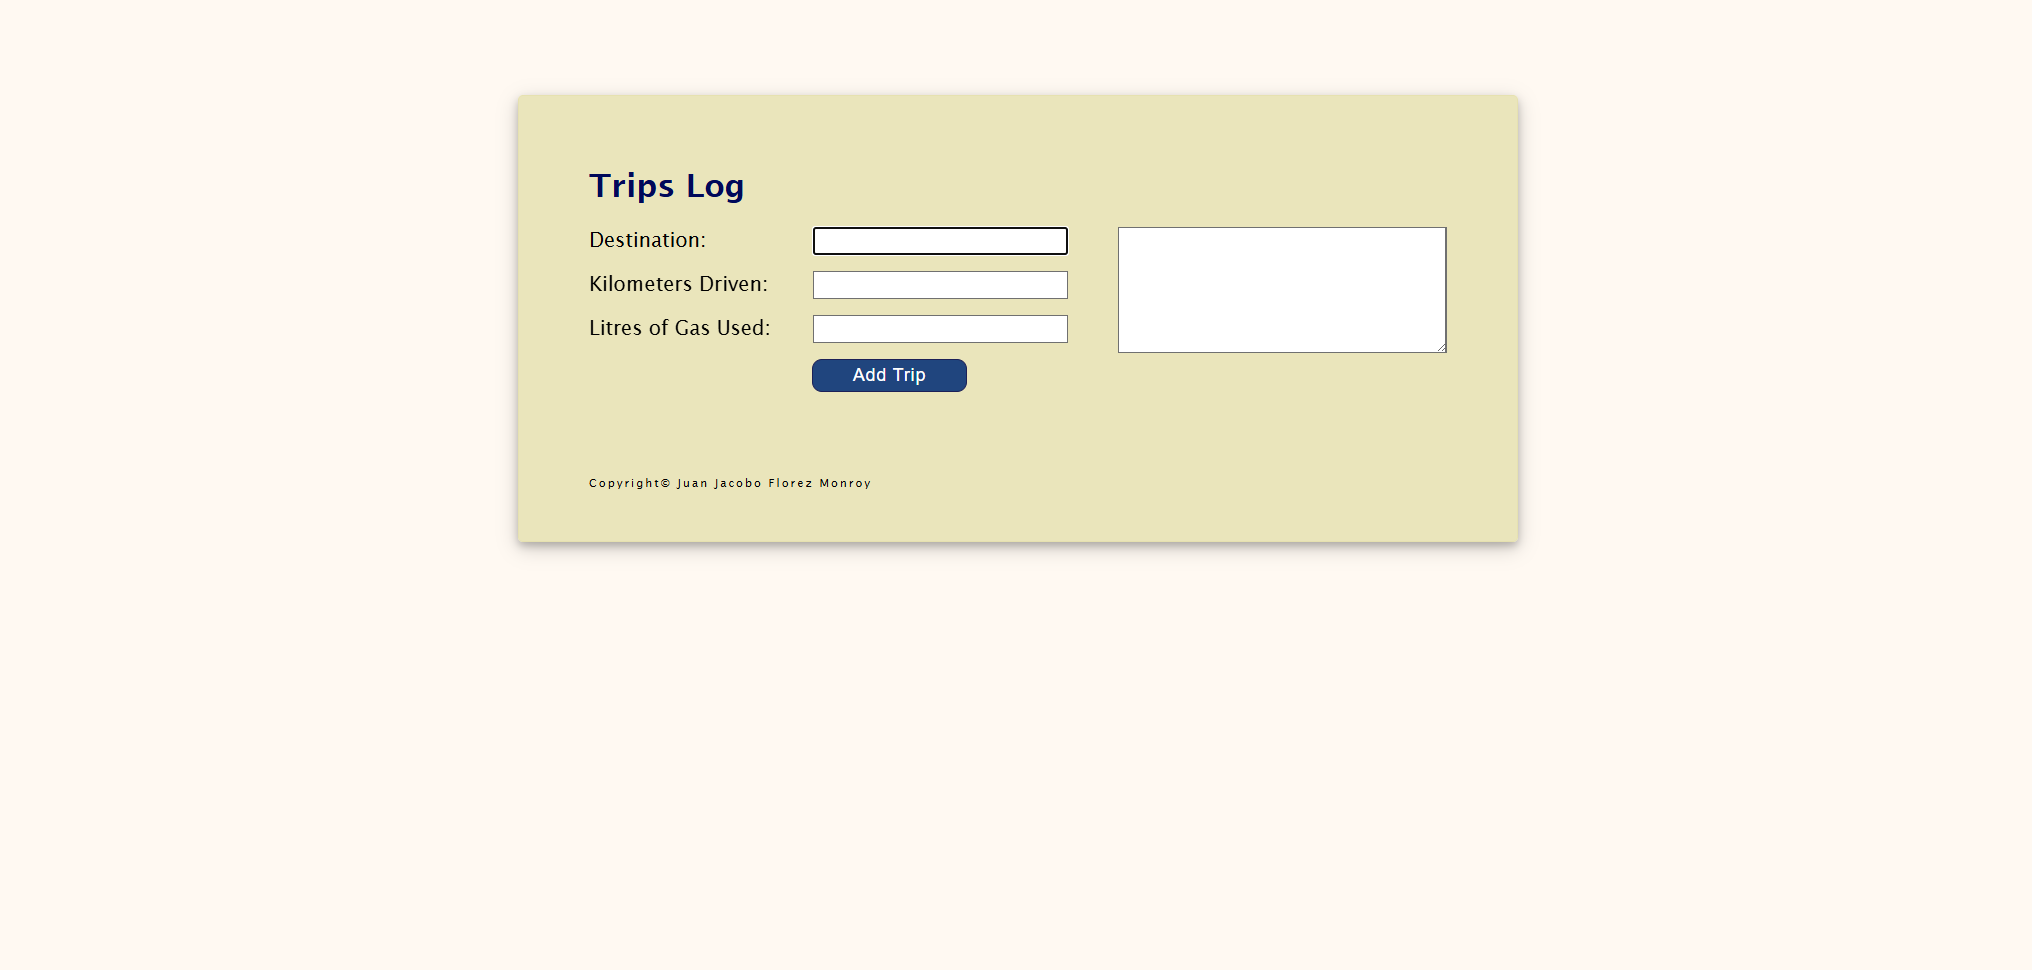 Trips Log
Destination:
Kilometers Driven:
Litres of Gas Used:
Add Trip
Copyright© Juan Jacobo Florez Monroy